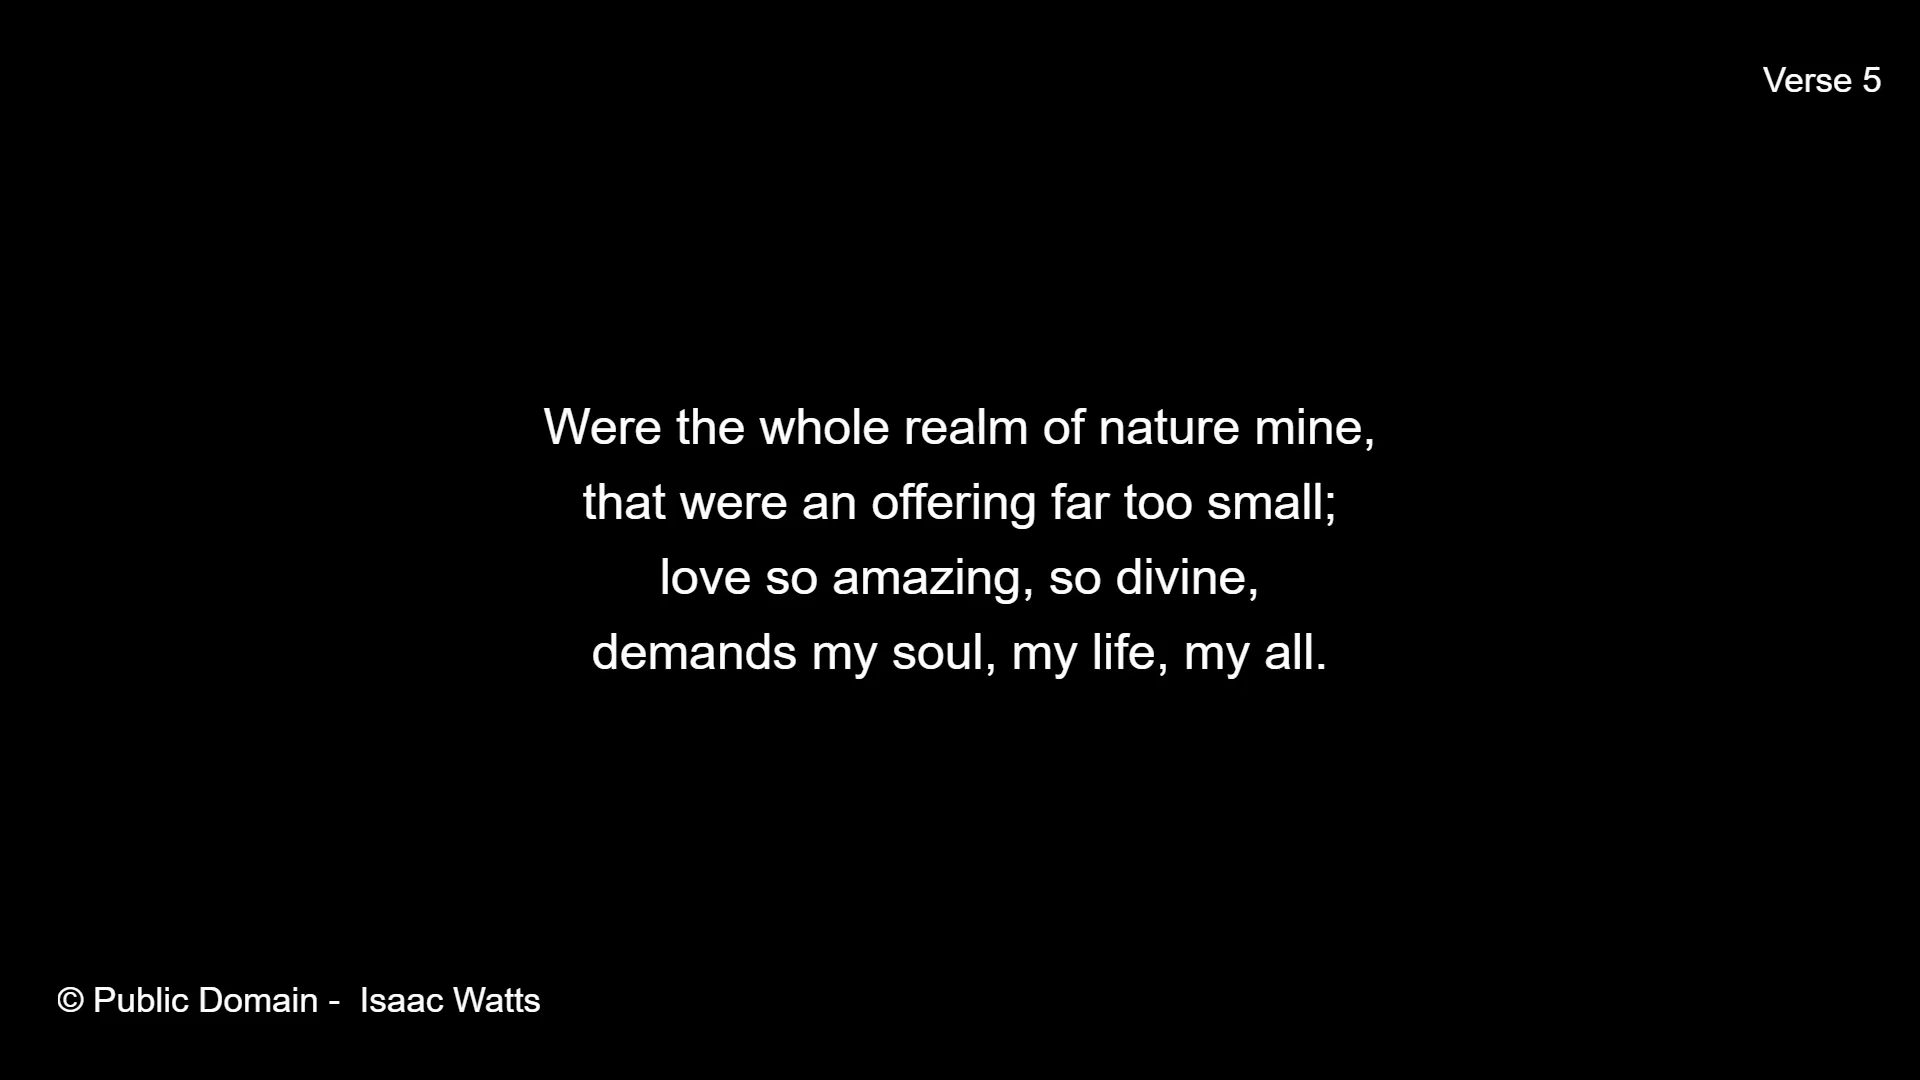 Verse 5
Were the whole realm of nature mine,
that were an offering far too small;
love so amazing, so divine,
demands my soul, my life, my all.
© Public Domain -  Isaac Watts